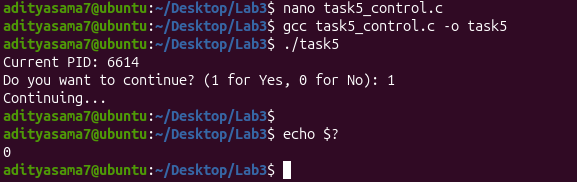 adityasama7@ubuntu:~/Desktop/Lab3$ nano task5_control.c
adityasama7@ubuntu:~/Desktop/Lab3$ gcc task5_control.c -o task5
adityasama7@ubuntu:~/Desktop/Lab3$ ./task5
Current PID: 6614
Do you want to continue? (1 for Yes, 0 for No): 1
Continuing...
adityasama7@ubuntu:~/Desktop/Lab3$
adityasama7@ubuntu:~/Desktop/Lab3$ echo $?
0
adityasama7@ubuntu:~/Desktop/Lab3$